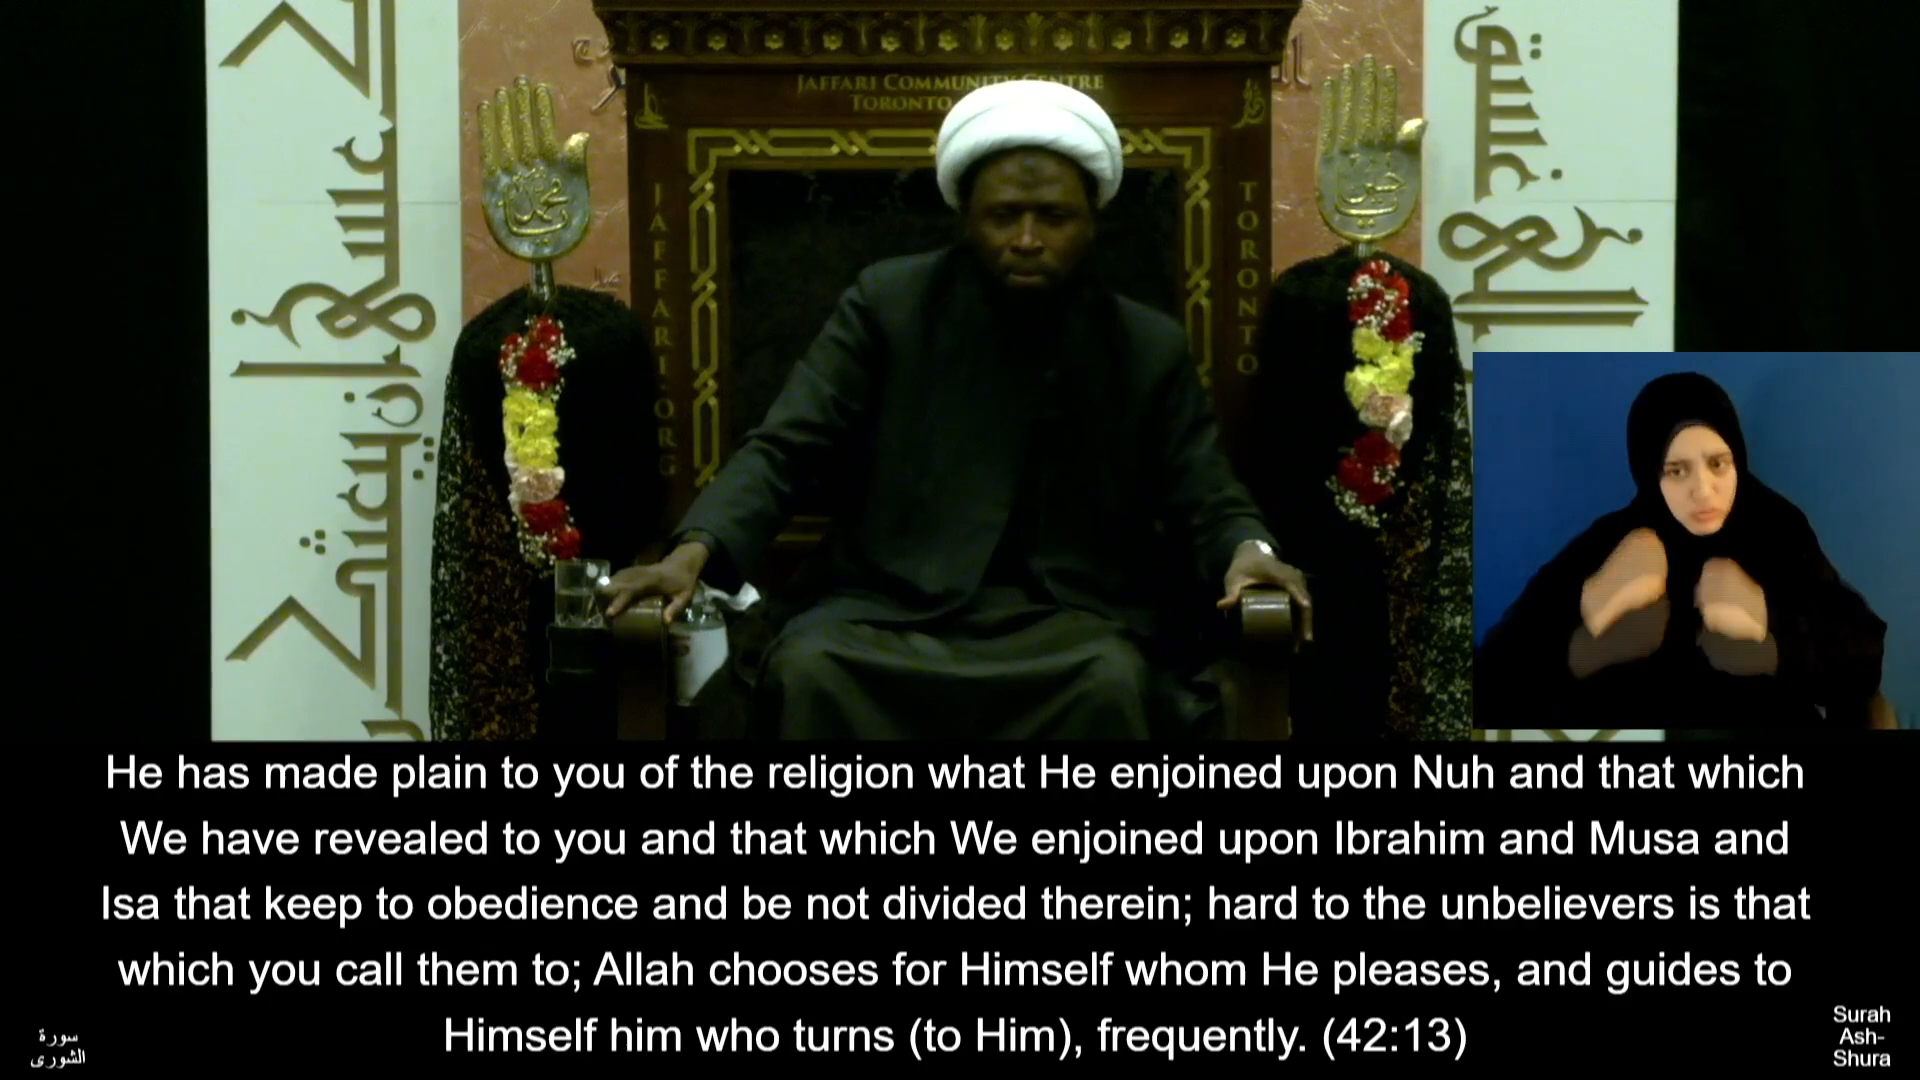 JAFFARI COMMUNITY CENTRE
TORONTO
JAFFARI.ORG
TORONTO
محمد
حسين
He has made plain to you of the religion what He enjoined upon Nuh and that which
We have revealed to you and that which We enjoined upon Ibrahim and Musa and
Isa that keep to obedience and be not divided therein; hard to the unbelievers is that
which you call them to; Allah chooses for Himself whom He pleases, and guides to
Himself him who turns (to Him), frequently. (42:13)
سورة
الشورى
Surah
Ash-
Shura